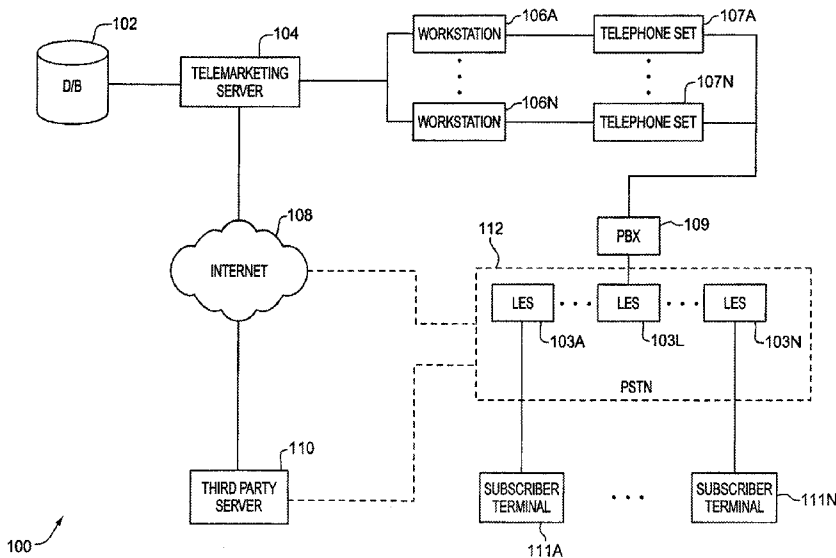 102
D/B
104
TELEMARKETING
SERVER
106A
WORKSTATION
107A
TELEPHONE SET
106N
WORKSTATION
107N
TELEPHONE SET
108
INTERNET
109
PBX
112
LES
LES
LES
103A
103L
103N
PSTN
110
THIRD PARTY
SERVER
SUBSCRIBER
TERMINAL
111A
SUBSCRIBER
TERMINAL
111N
100